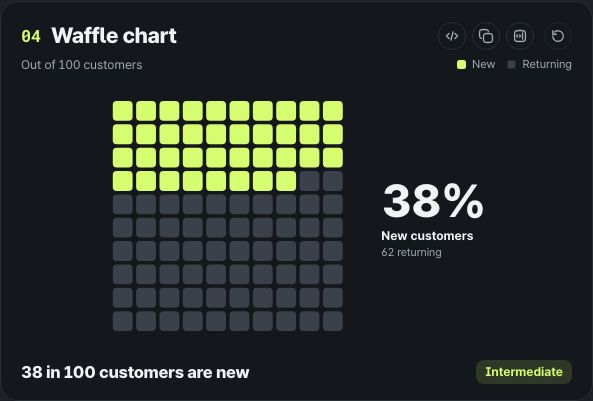 04 Waffle chart
Out of 100 customers
New
Returning
38%
New customers
62 returning
38 in 100 customers are new
Intermediate